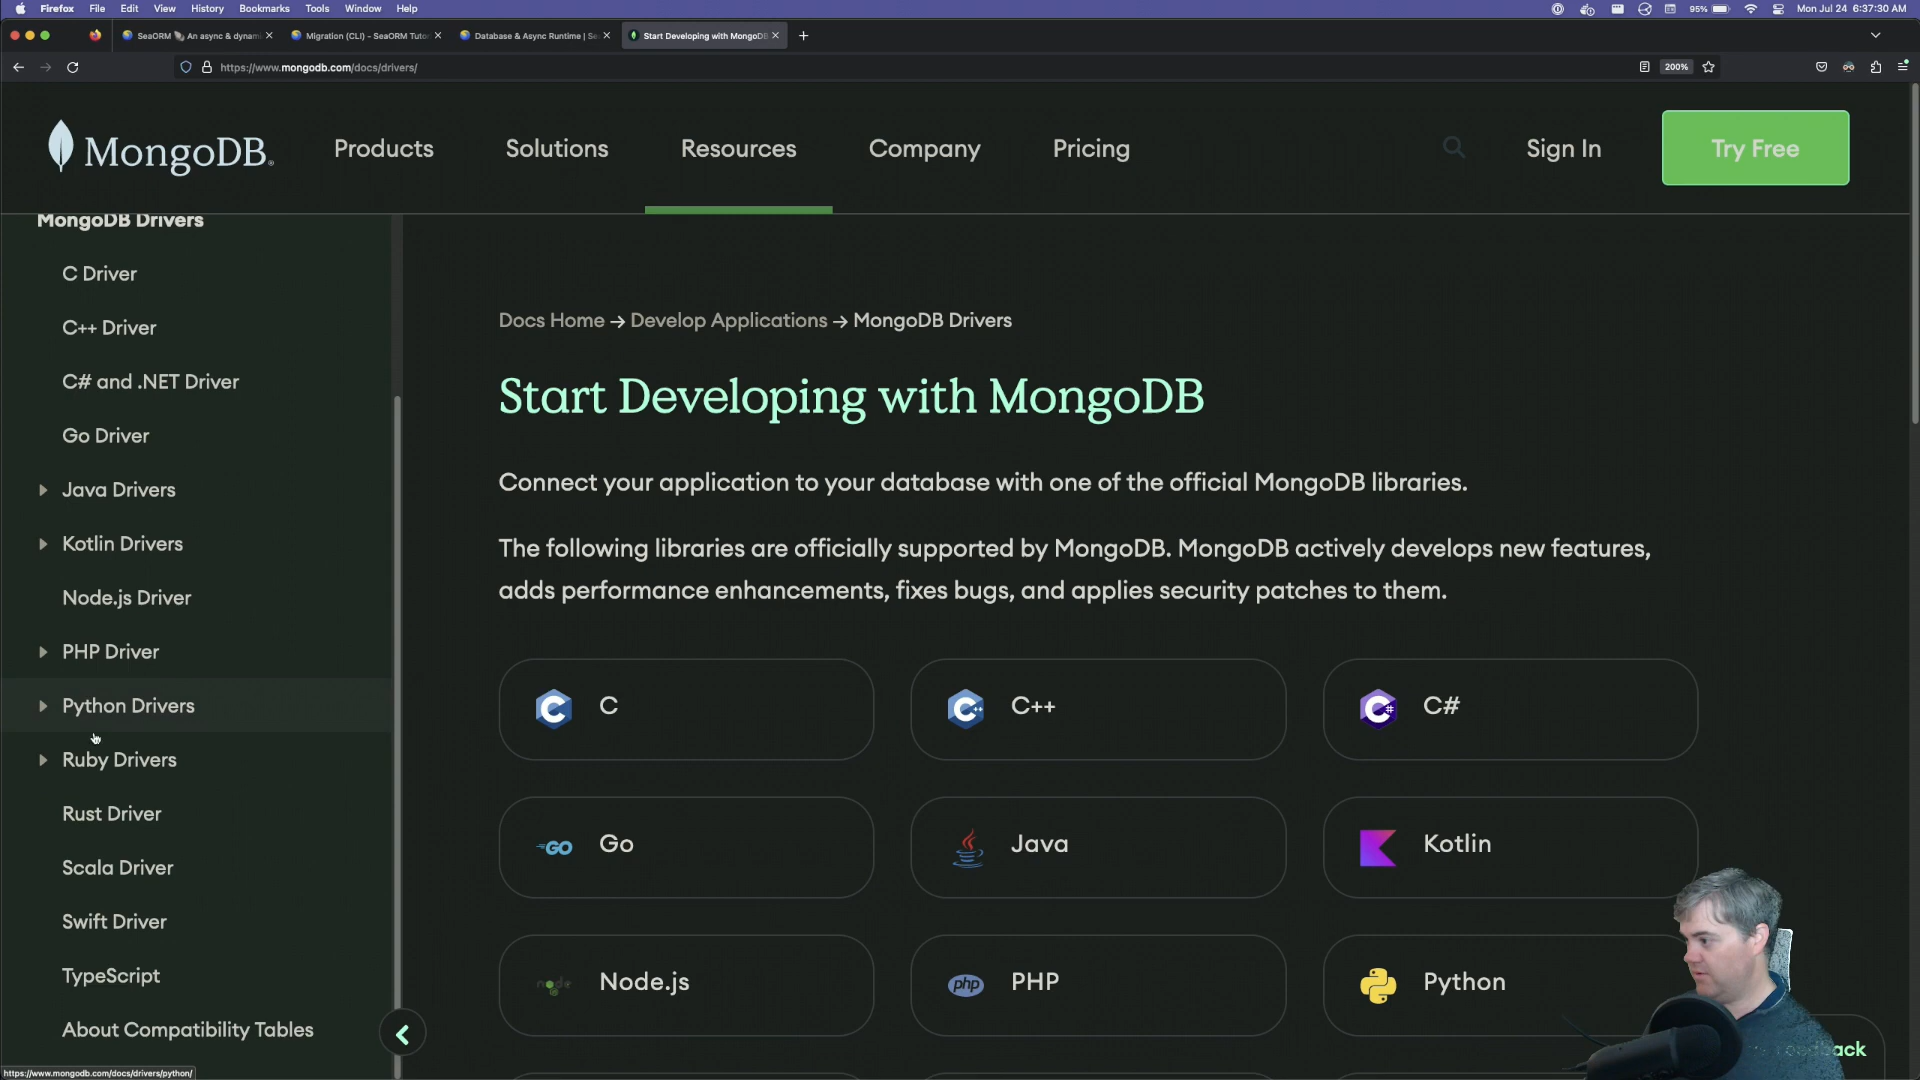 Firefox File Edit View History Bookmarks Tools Window Help
95% Mon Jul 24 6:37:30 AM
SeaORM 🐚 An async & dynami
Migration (CLI) - SeaORM Tutor
Database & Async Runtime | Se
Start Developing with MongoDB
https://www.mongodb.com/docs/drivers/
200%
MongoDB.
Products
Solutions
Resources
Company
Pricing
Sign In
Try Free
MongoDB Drivers
C Driver
C++ Driver
C# and .NET Driver
Go Driver
Java Drivers
Kotlin Drivers
Node.js Driver
PHP Driver
Python Drivers
Ruby Drivers
Rust Driver
Scala Driver
Swift Driver
TypeScript
About Compatibility Tables
https://www.mongodb.com/docs/drivers/python/
Docs Home → Develop Applications → MongoDB Drivers
Start Developing with MongoDB
Connect your application to your database with one of the official MongoDB libraries.
The following libraries are officially supported by MongoDB. MongoDB actively develops new features,
adds performance enhancements, fixes bugs, and applies security patches to them.
C
C++
C#
Go
Java
Kotlin
Node.js
PHP
Python